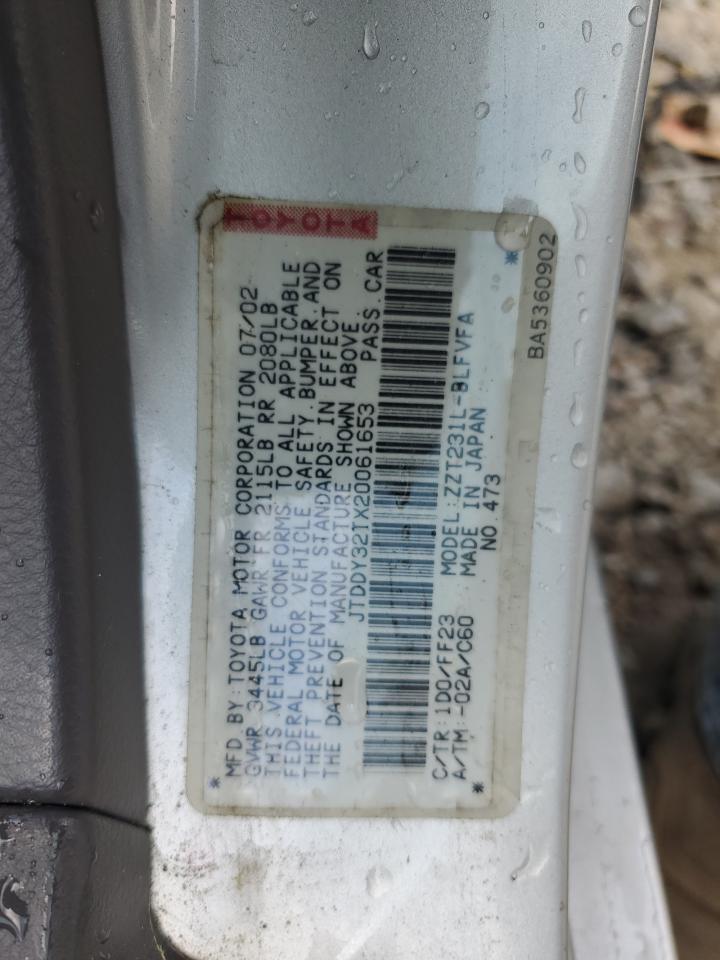 TOYOTA
MFD BY: TOYOTA MOTOR CORPORATION 07/02
GVWR 3445LB GAWR FR 2115LB RR 2080LB
THIS VEHICLE CONFORMS TO ALL APPLICABLE
FEDERAL MOTOR VEHICLE SAFETY, BUMPER, AND
THEFT PREVENTION STANDARDS IN EFFECT ON
THE DATE OF MANUFACTURE SHOWN ABOVE.
JTDDY32TX20061653 PASS. CAR
C/TR: 1D0/FF23 MODEL: ZZT231L-BLFVFA
A/TM: -02A/C60 MADE IN JAPAN
NO. 473
BA5360902